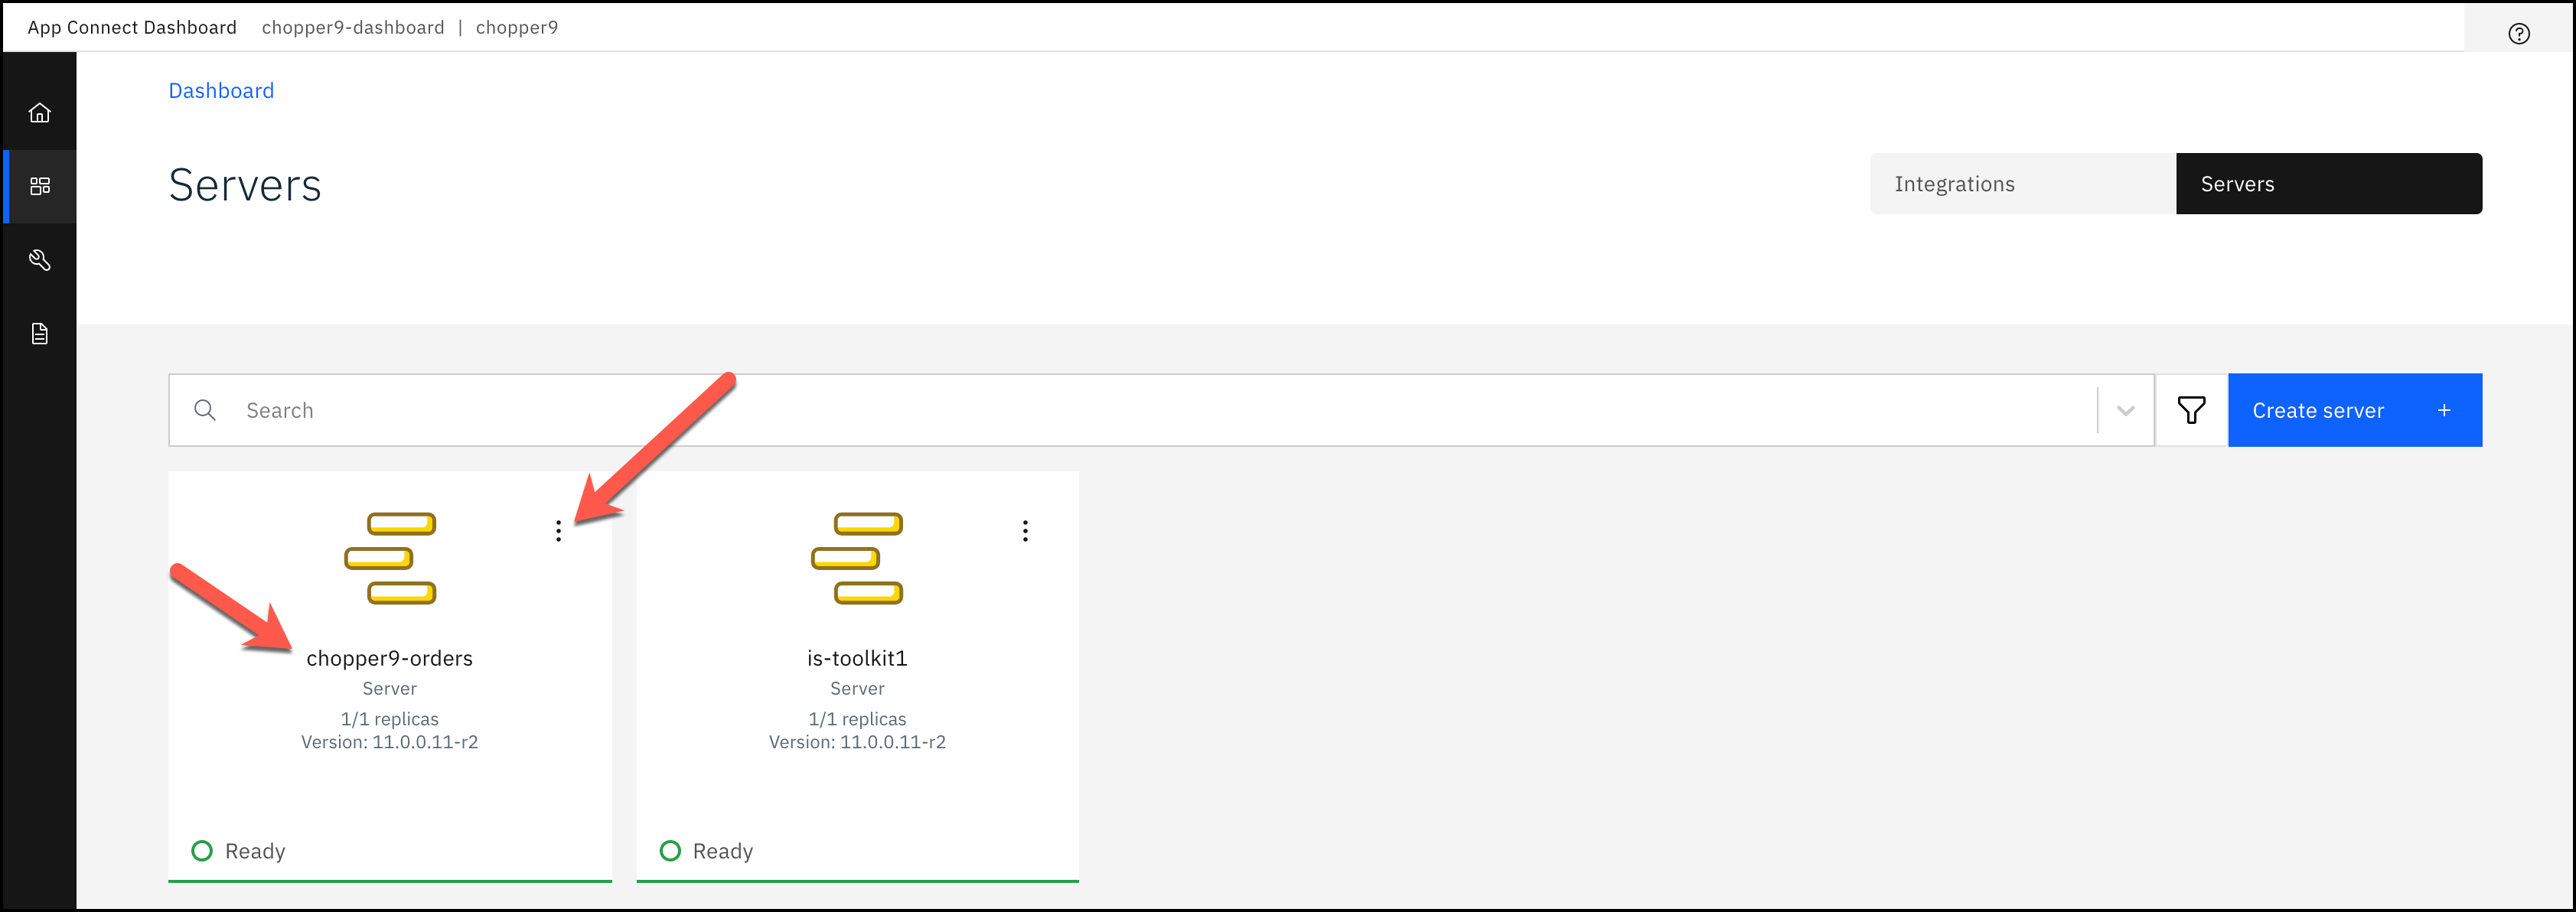 App Connect Dashboard chopper9-dashboard | chopper9
Dashboard
Servers
Integrations
Servers
Search
Create server +
chopper9-orders
Server
1/1 replicas
Version: 11.0.0.11-r2
Ready
is-toolkit1
Server
1/1 replicas
Version: 11.0.0.11-r2
Ready